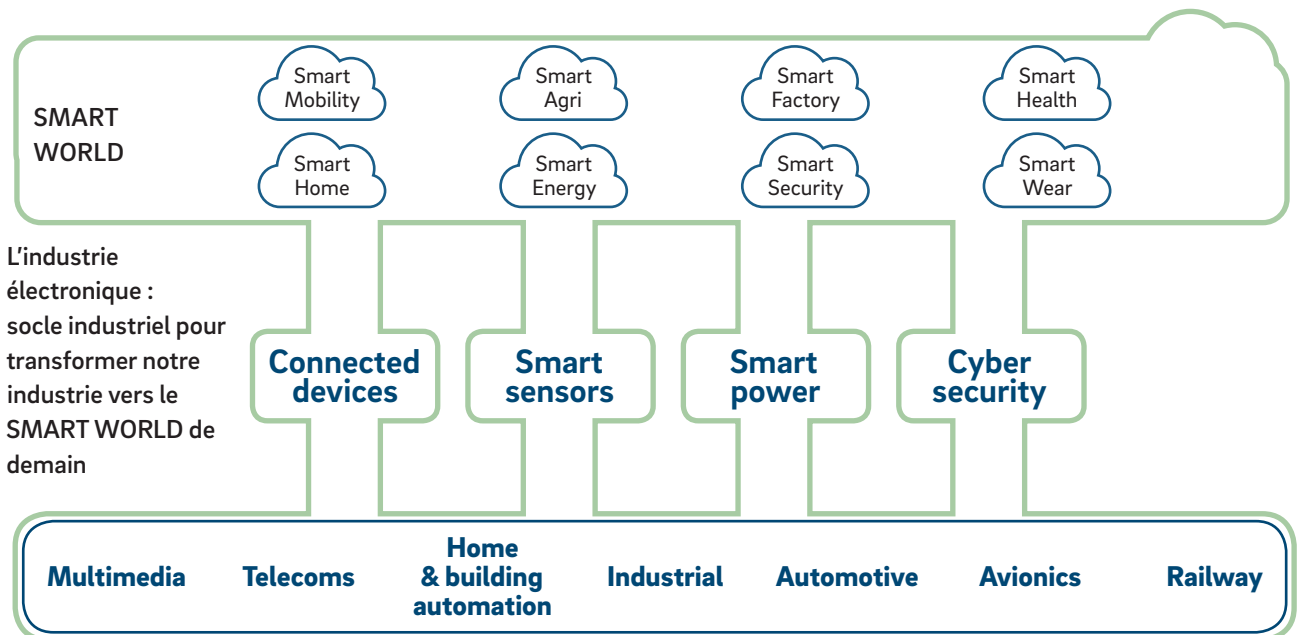 SMART
WORLD
Smart
Mobility
Smart
Agri
Smart
Factory
Smart
Health
Smart
Home
Smart
Energy
Smart
Security
Smart
Wear
L'industrie
électronique :
socle industriel pour
transformer notre
industrie vers le
SMART WORLD de
demain
Connected
devices
Smart
sensors
Smart
power
Cyber
security
Multimedia
Telecoms
Home
& building
automation
Industrial
Automotive
Avionics
Railway